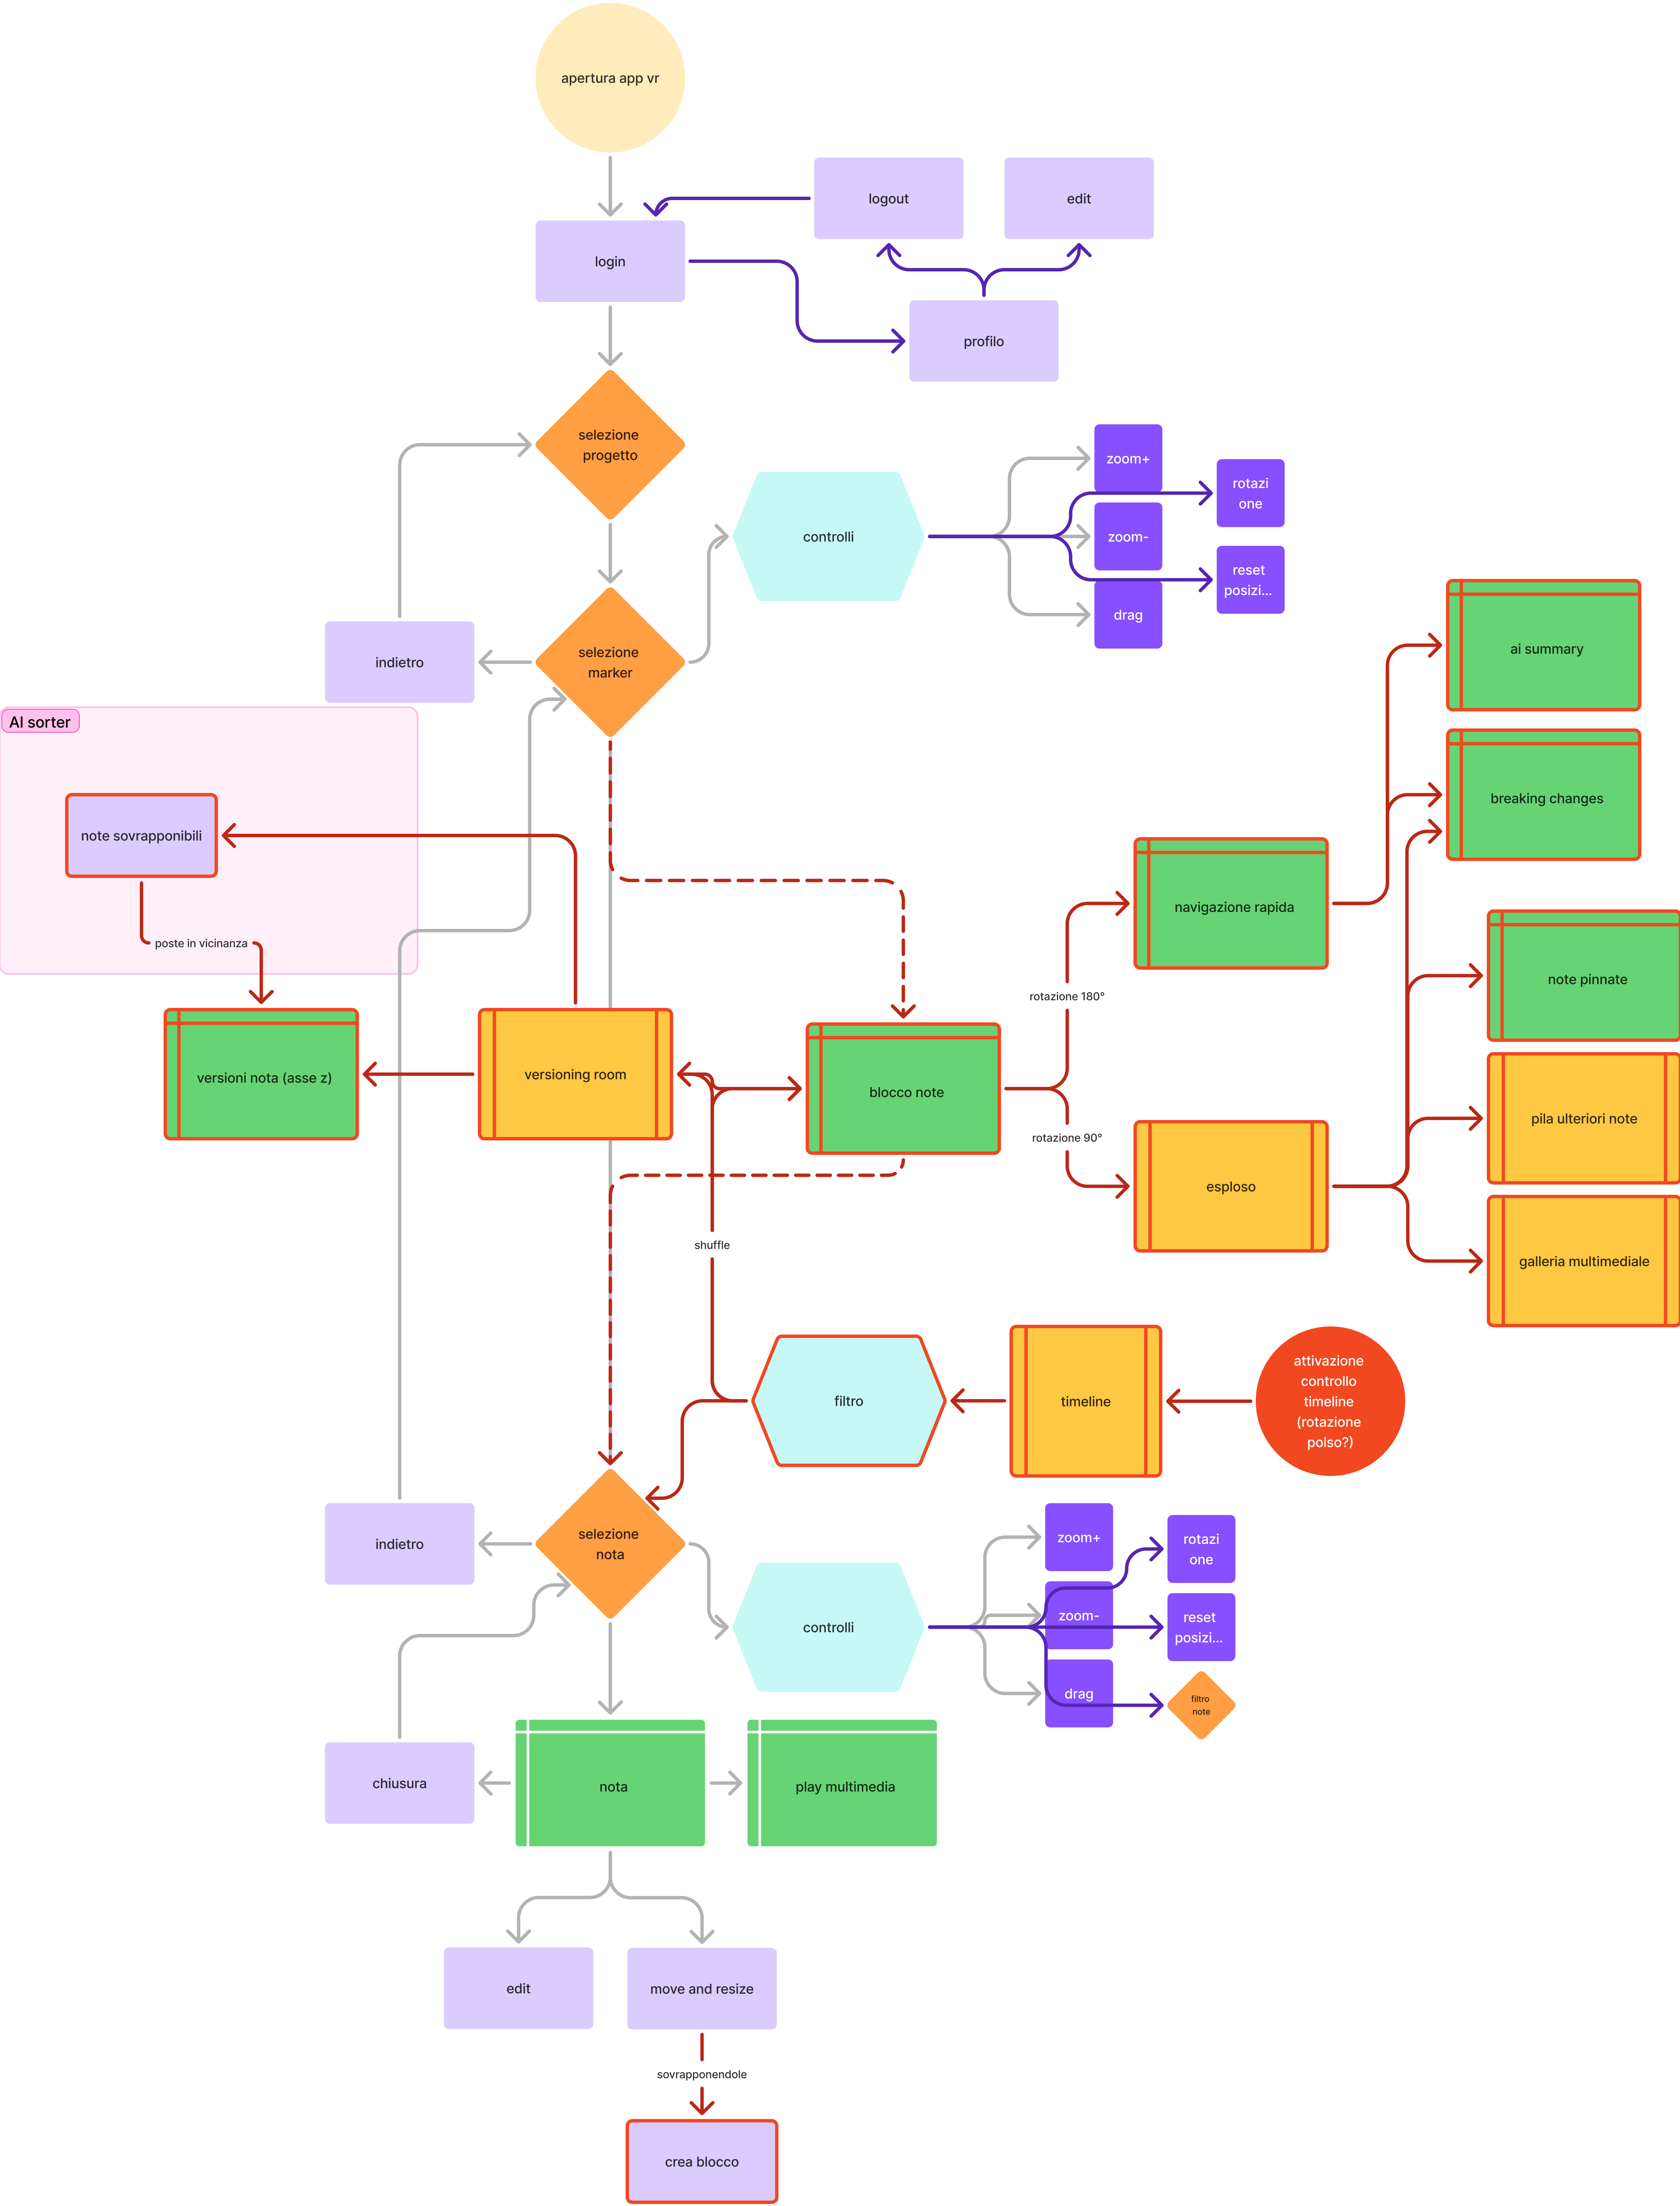 apertura app vr
logout
edit
login
profilo
selezione
progetto
zoom+
rotazi
one
controlli
zoom-
reset
posizi...
drag
selezione
marker
indietro
ai summary
AI sorter
breaking changes
note sovrapponibili
navigazione rapida
poste in vicinanza
note pinnate
rotazione 180°
versioni nota (asse z)
versioning room
blocco note
pila ulteriori note
rotazione 90°
esploso
shuffle
galleria multimediale
filtro
timeline
attivazione
controllo
timeline
(rotazione
polso?)
selezione
nota
indietro
zoom+
rotazi
one
controlli
zoom-
reset
posizi...
drag
filtro
note
chiusura
nota
play multimedia
edit
move and resize
sovrapponendole
crea blocco